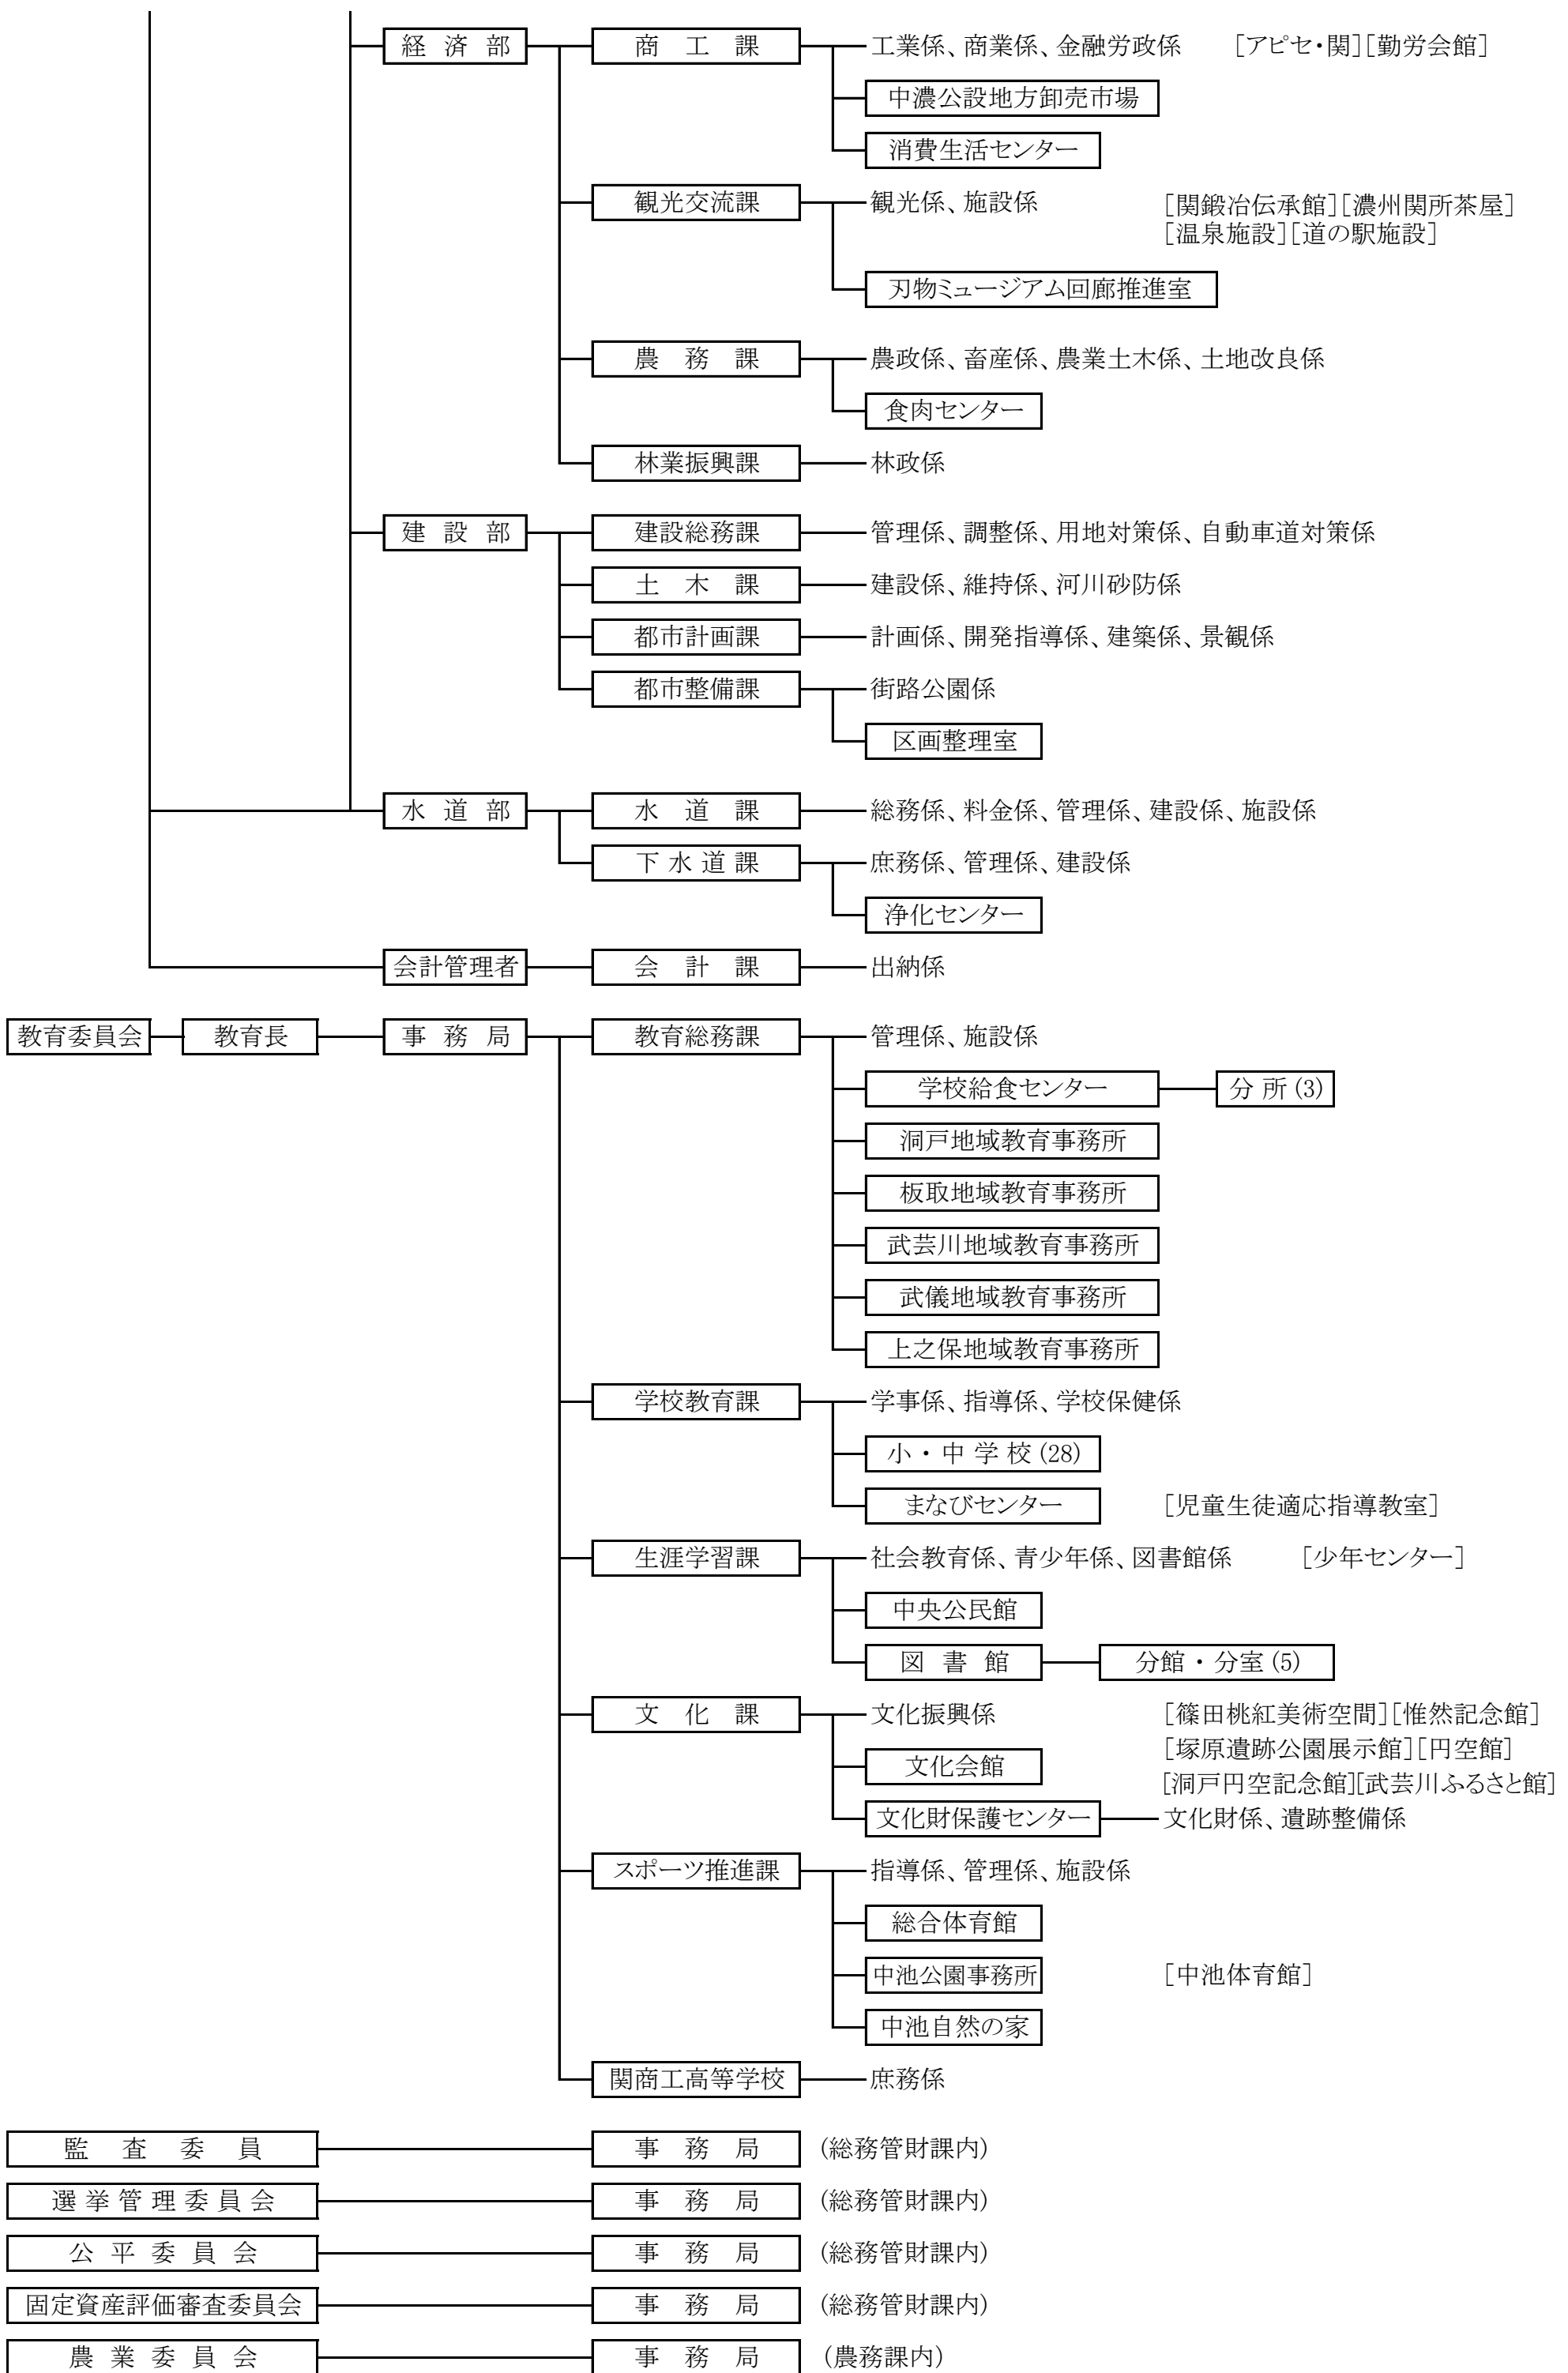 経済部 商工課 工業係、商業係、金融労政係 [アピセ・関][勤労会館]
中濃公設地方卸売市場
消費生活センター
観光交流課 観光係、施設係 [関鍛冶伝承館][濃州関所茶屋]
[温泉施設][道の駅施設]
刃物ミュージアム回廊推進室
農務課 農政係、畜産係、農業土木係、土地改良係
食肉センター
林業振興課 林政係
建設部 建設総務課 管理係、調整係、用地対策係、自動車道対策係
土木課 建設係、維持係、河川砂防係
都市計画課 計画係、開発指導係、建築係、景観係
都市整備課 街路公園係
区画整理室
水道部 水道課 総務係、料金係、管理係、建設係、施設係
下水道課 庶務係、管理係、建設係
浄化センター
会計管理者 会計課 出納係
教育委員会 教育長 事務局 教育総務課 管理係、施設係
学校給食センター 分所(3)
洞戸地域教育事務所
板取地域教育事務所
武芸川地域教育事務所
武儀地域教育事務所
上之保地域教育事務所
学校教育課 学事係、指導係、学校保健係
小・中学校(28)
まなびセンター [児童生徒適応指導教室]
生涯学習課 社会教育係、青少年係、図書館係 [少年センター]
中央公民館
図書館 分館・分室(5)
文化課 文化振興係 [篠田桃紅美術空間][惟然記念館]
[塚原遺跡公園展示館][円空館]
文化会館
[洞戸円空記念館][武芸川ふるさと館]
文化財保護センター 文化財係、遺跡整備係
スポーツ推進課 指導係、管理係、施設係
総合体育館
中池公園事務所 [中池体育館]
中池自然の家
関商工高等学校 庶務係
監査委員 事務局 (総務管財課内)
選挙管理委員会 事務局 (総務管財課内)
公平委員会 事務局 (総務管財課内)
固定資産評価審査委員会 事務局 (総務管財課内)
農業委員会 事務局 (農務課内)